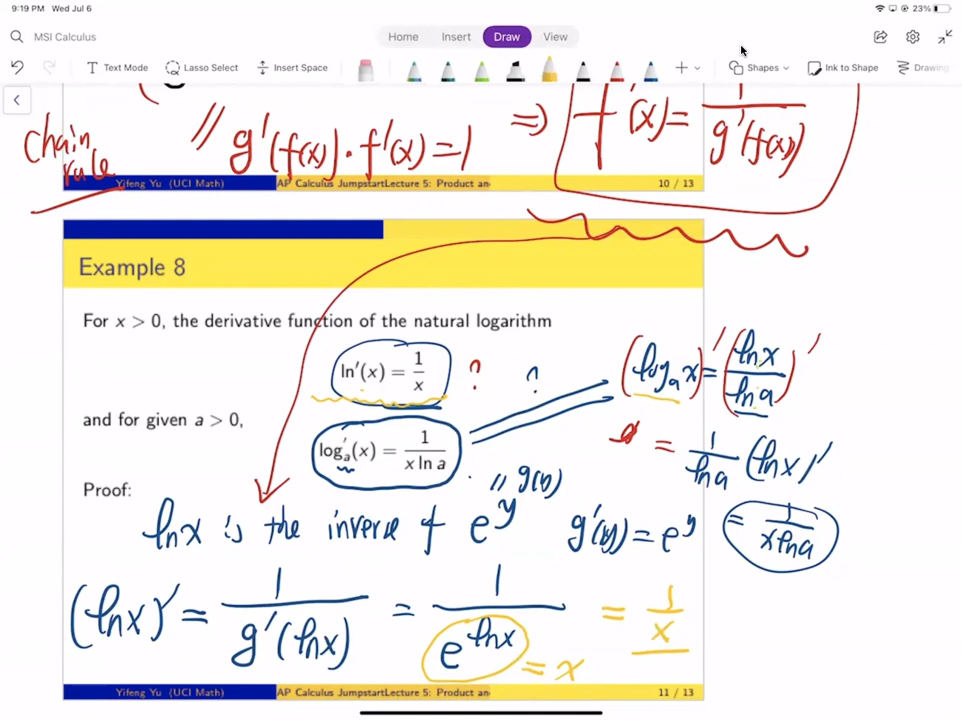 9:19 PM Wed Jul 6
23%
MSI Calculus
Home Insert Draw View
Text Mode Lasso Select Insert Space Shapes Ink to Shape Drawing
chain rule
// g'(f(x)) · f'(x) = 1 ⇒ f'(x) = 1/g'(f(x))
Yifeng Yu (UCI Math) AP Calculus JumpstartLecture 5: Product an 10 / 13
Example 8
For x > 0, the derivative function of the natural logarithm
ln'(x) = 1/x ? ?
(log_a x)' = (ln x / ln a)'
and for given a > 0,
log'_a(x) = 1/(x ln a)
= 1/ln a (ln x)'
= 1/(x ln a)
Proof:
ln x is the inverse of e^y // g(y) g'(y) = e^y
(ln x)' = 1/g'(ln x) = 1/e^{ln x} = 1/x
= x
Yifeng Yu (UCI Math) AP Calculus JumpstartLecture 5: Product an 11 / 13